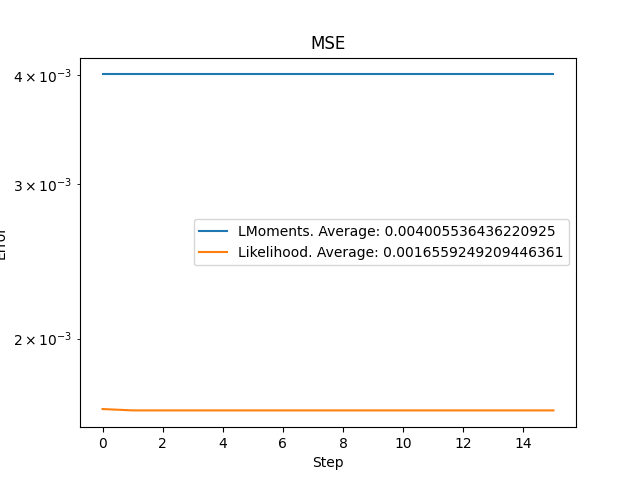 MSE
4 × 10⁻³
3 × 10⁻³
2 × 10⁻³
Error
LMoments. Average: 0.004005536436220925
Likelihood. Average: 0.0016559249209446361
0 2 4 6 8 10 12 14
Step